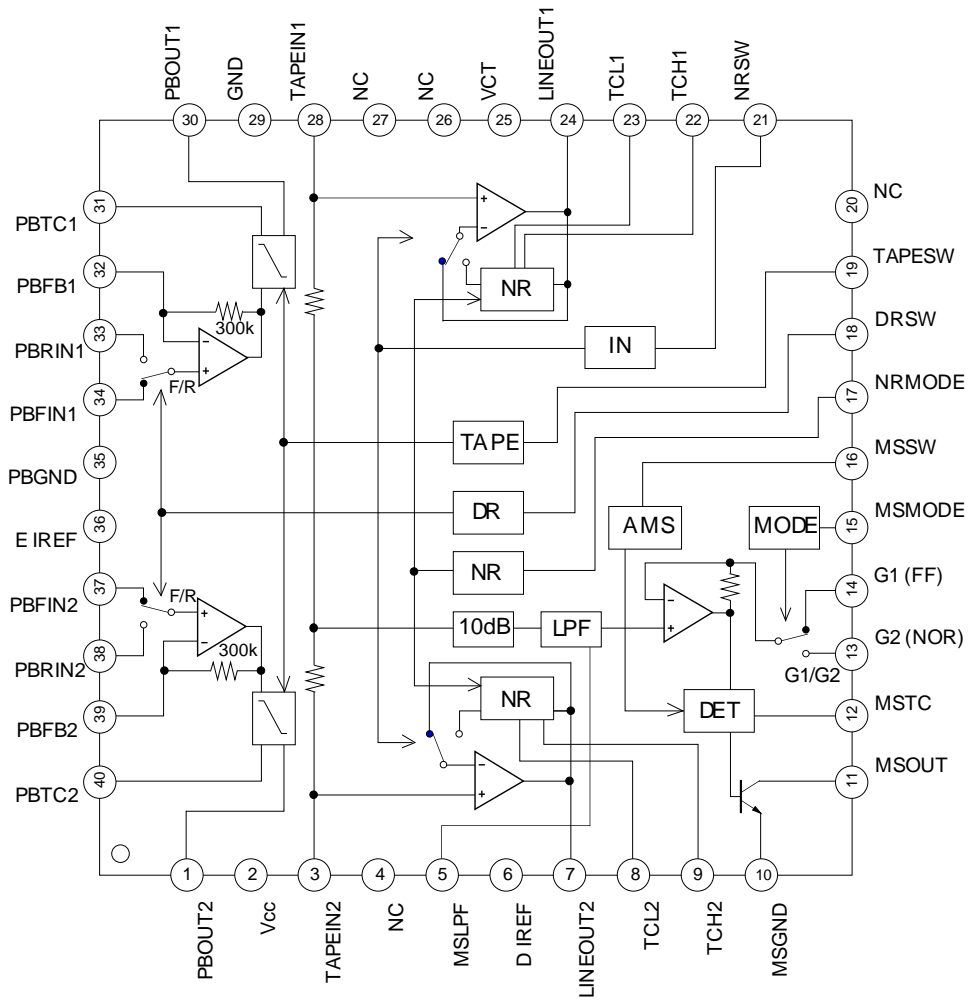 PBOUT1
GND
TAPEIN1
NC
NC
VCT
LINEOUT1
TCL1
TCH1
NRSW
30
29
28
27
26
25
24
23
22
21
31
PBTC1
32
PBFB1
33
PBRIN1
34
PBFIN1
35
PBGND
36
E IREF
37
PBFIN2
38
PBRIN2
39
PBFB2
40
PBTC2
300k
F/R
F/R
300k
+
−
−
+
+
−
−
+
NR
IN
TAPE
DR
NR
10dB
LPF
AMS
MODE
−
+
G1/G2
DET
NR
−
+
20
NC
19
TAPESW
18
DRSW
17
NRMODE
16
MSSW
15
MSMODE
14
G1 (FF)
13
G2 (NOR)
12
MSTC
11
MSOUT
1
2
3
4
5
6
7
8
9
10
PBOUT2
Vcc
TAPEIN2
NC
MSLPF
D IREF
LINEOUT2
TCL2
TCH2
MSGND